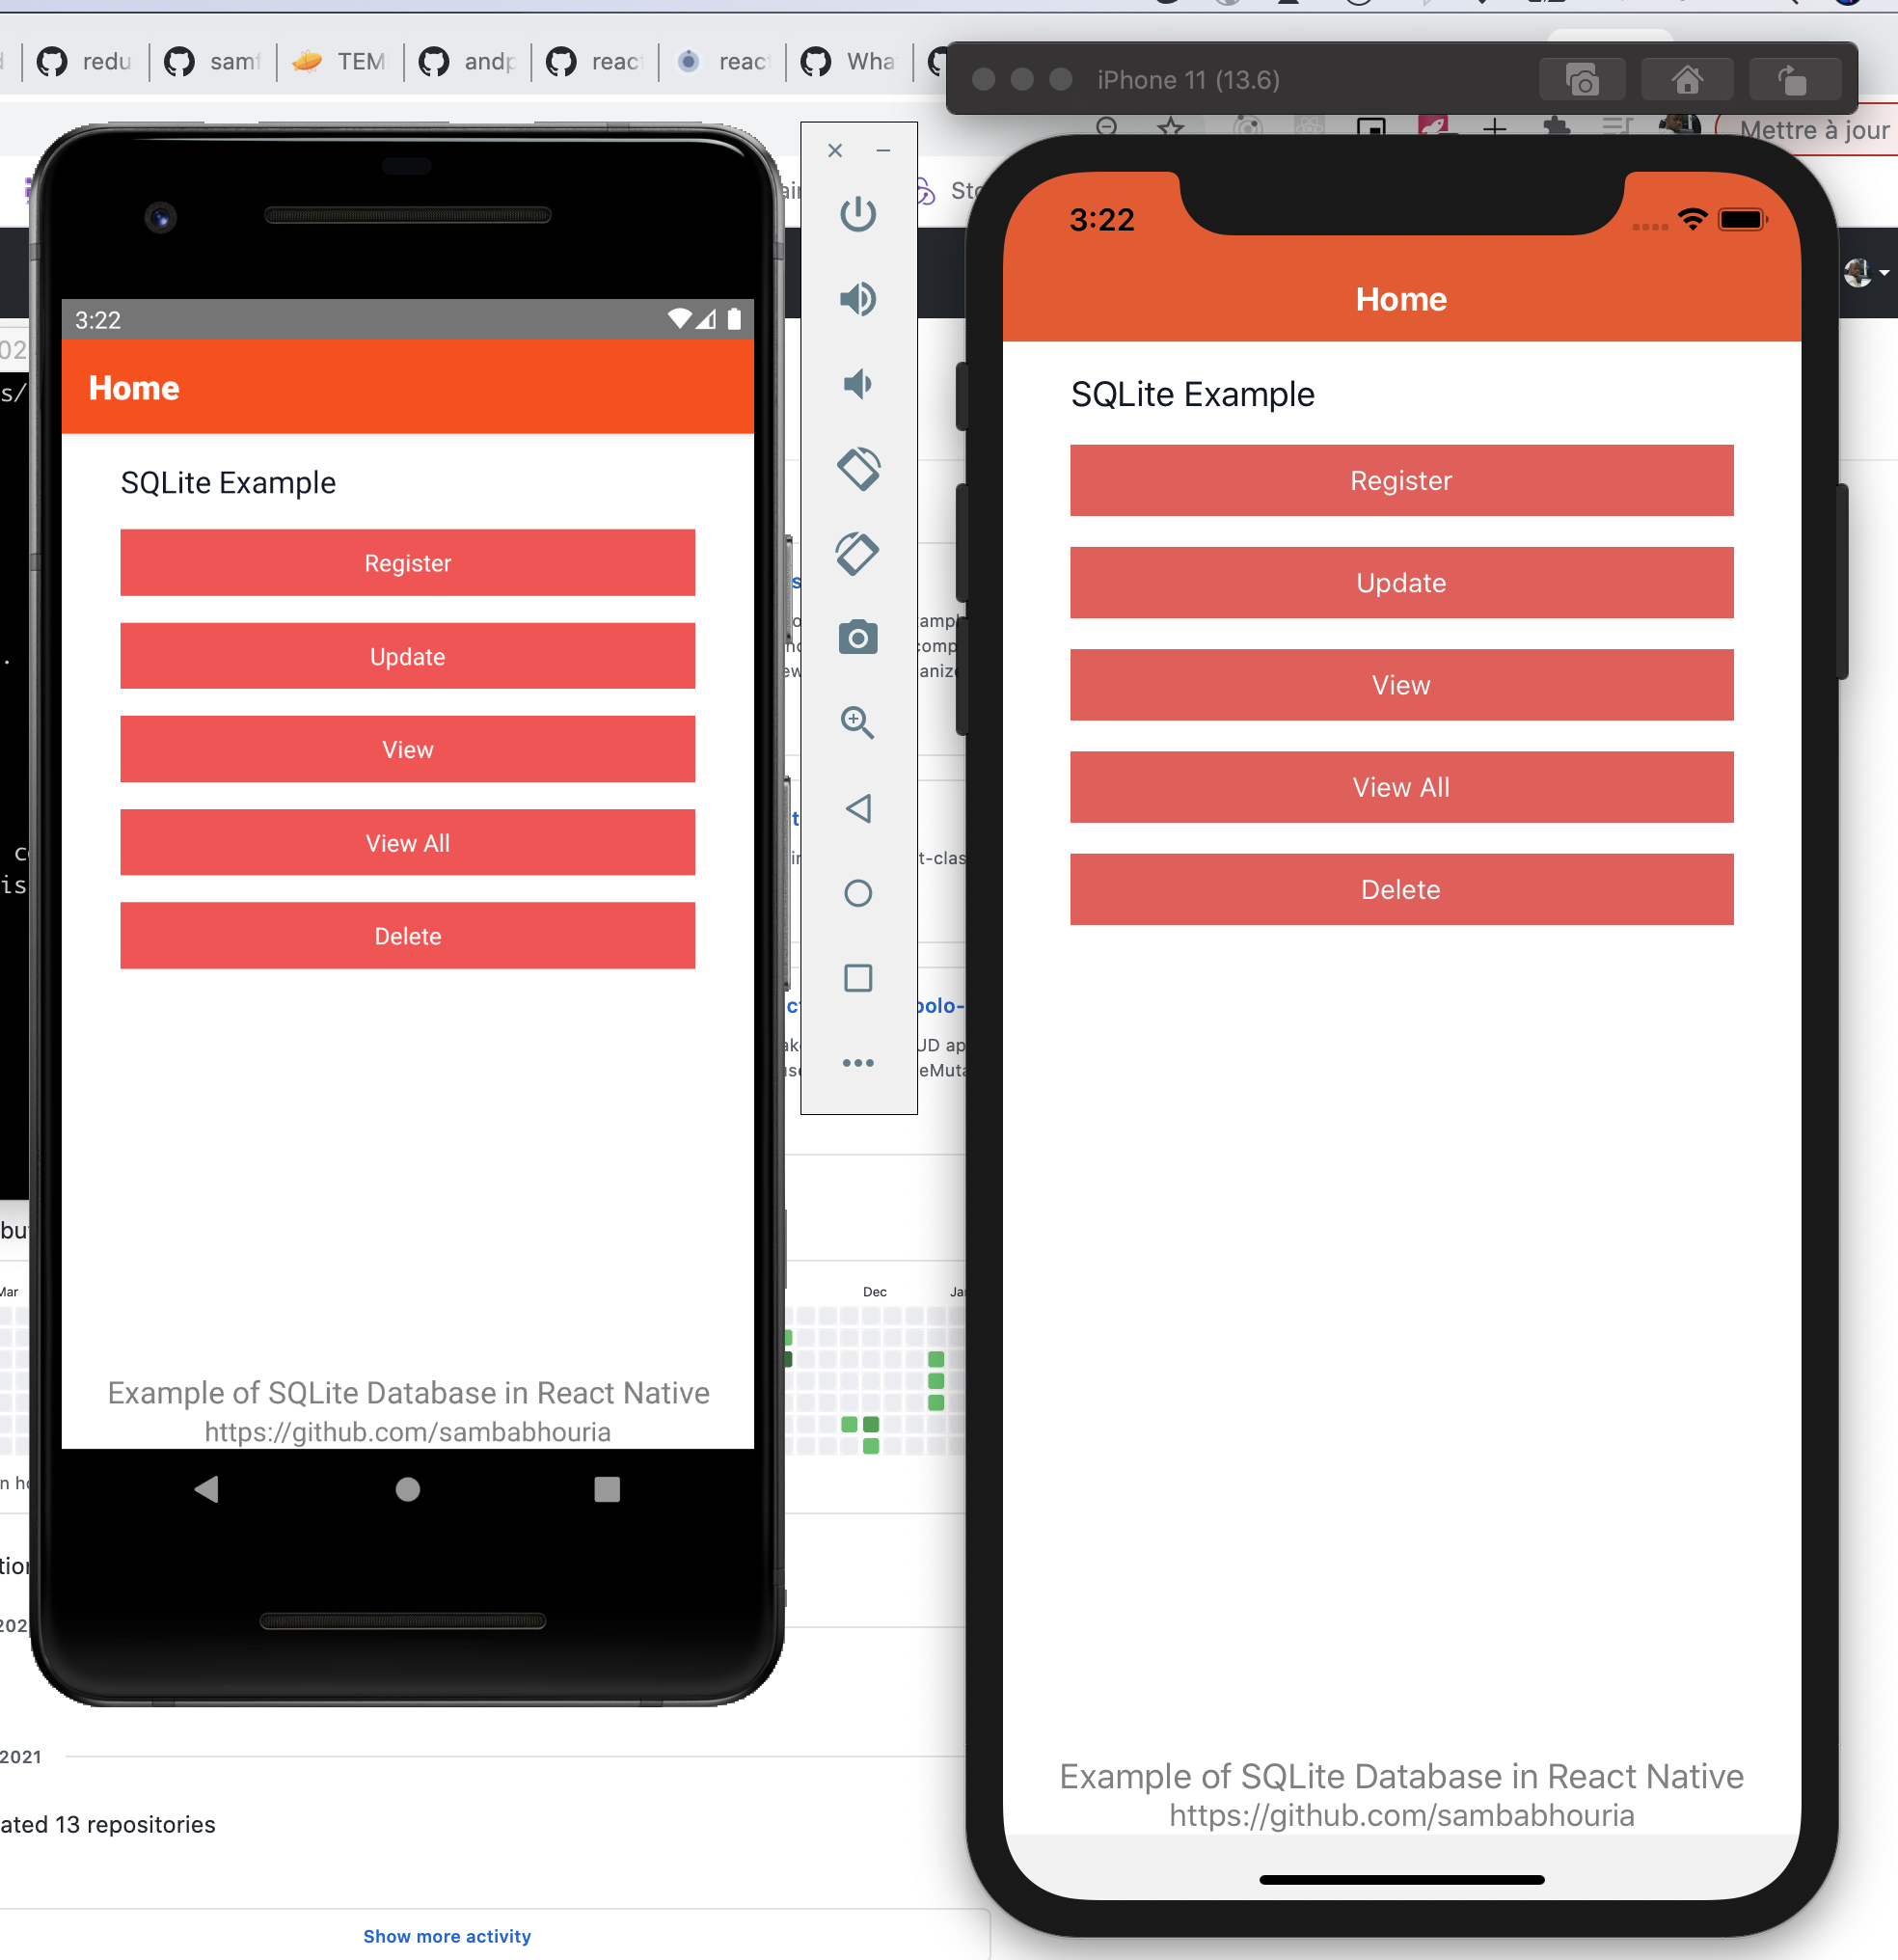 redu
samf
TEM
andp
reac
reac
Wha
iPhone 11 (13.6)
Mettre à jour
3:22
Home
SQLite Example
Register
Update
View
View All
Delete
Example of SQLite Database in React Native
https://github.com/sambabhouria
3:22
Home
SQLite Example
Register
Update
View
View All
Delete
Example of SQLite Database in React Native
https://github.com/sambabhouria
Mar
Dec
2021
ated 13 repositories
Show more activity